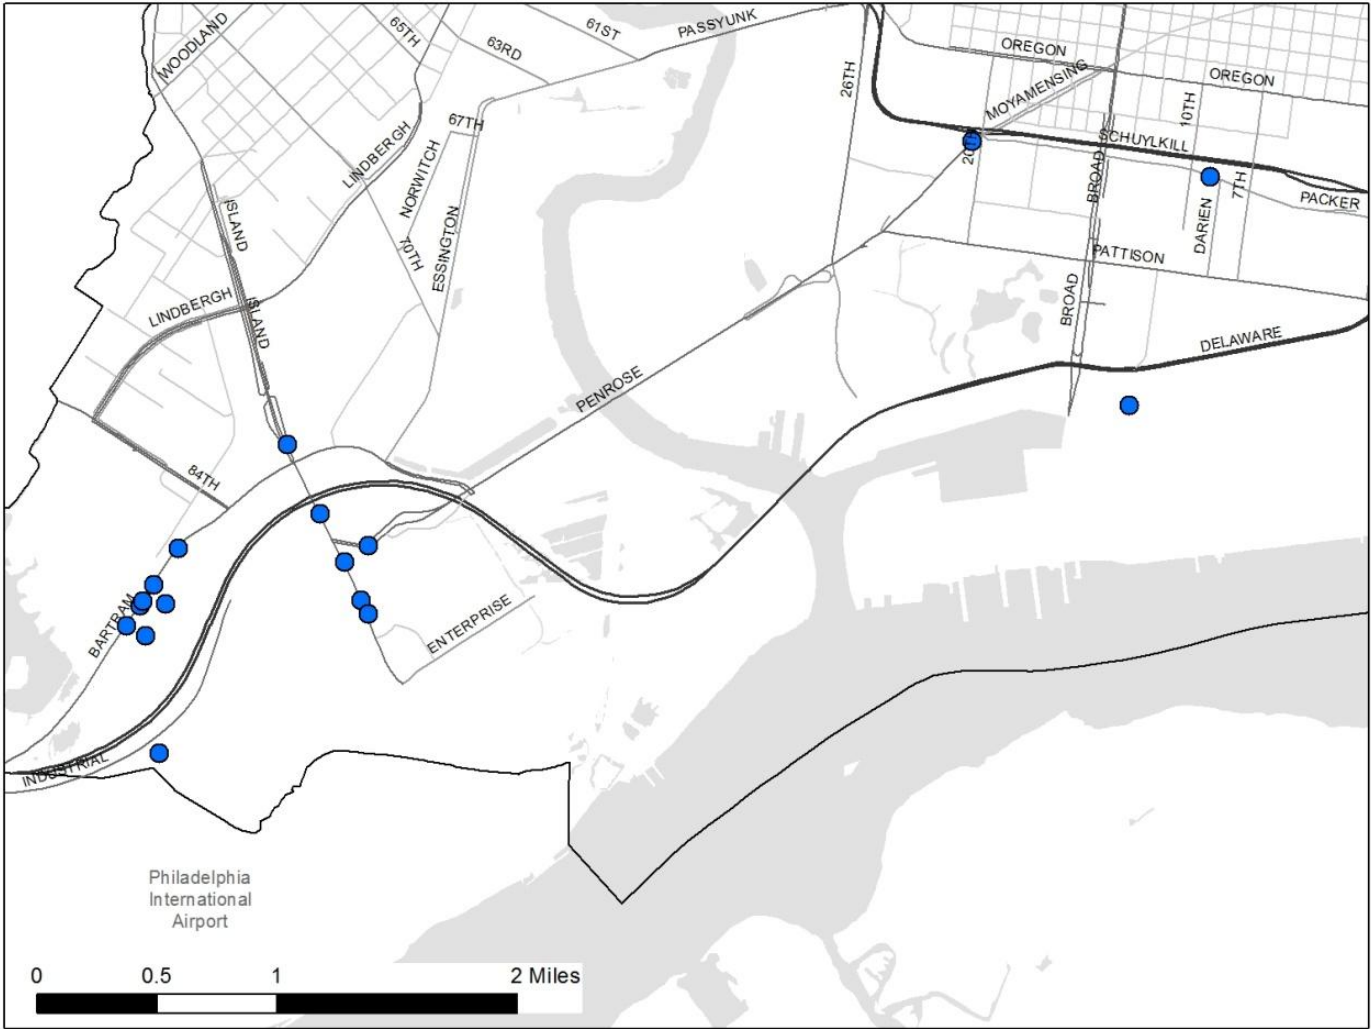 WOODLAND
65TH
63RD
61ST
PASSYUNK
26TH
OREGON
MOYAMENSING
OREGON
10TH
SCHUYLKILL
67TH
LINDBERGH
NORWITCH
BROAD
7TH
PACKER
ISLAND
70TH
ESSINGTON
DARIEN
PATTISON
LINDBERGH
ISLAND
BROAD
DELAWARE
PENROSE
84TH
BARTRAM
ENTERPRISE
INDUSTRIAL
Philadelphia
International
Airport
0 0.5 1 2 Miles